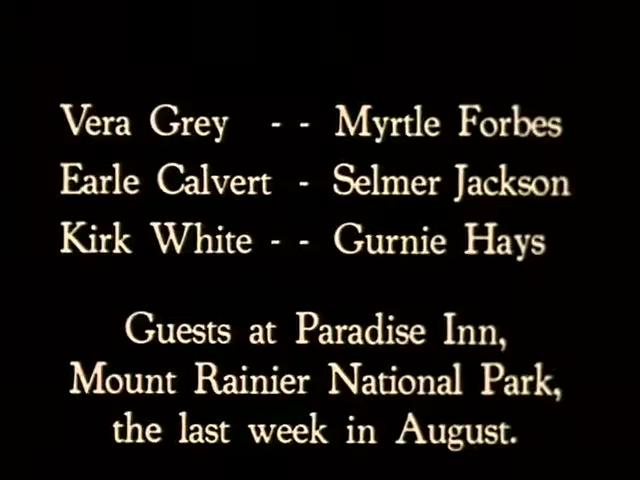 Vera Grey - - Myrtle Forbes
Earle Calvert - Selmer Jackson
Kirk White - - Gurnie Hays
Guests at Paradise Inn,
Mount Rainier National Park,
the last week in August.